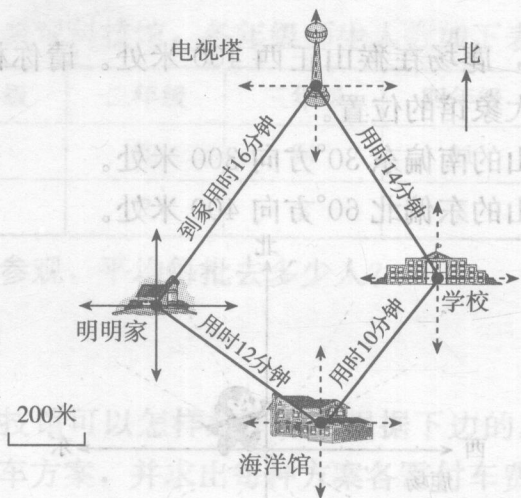 电视塔
北
到家用时16分钟
用时14分钟
学校
明明家
用时12分钟
用时10分钟
200米
海洋馆